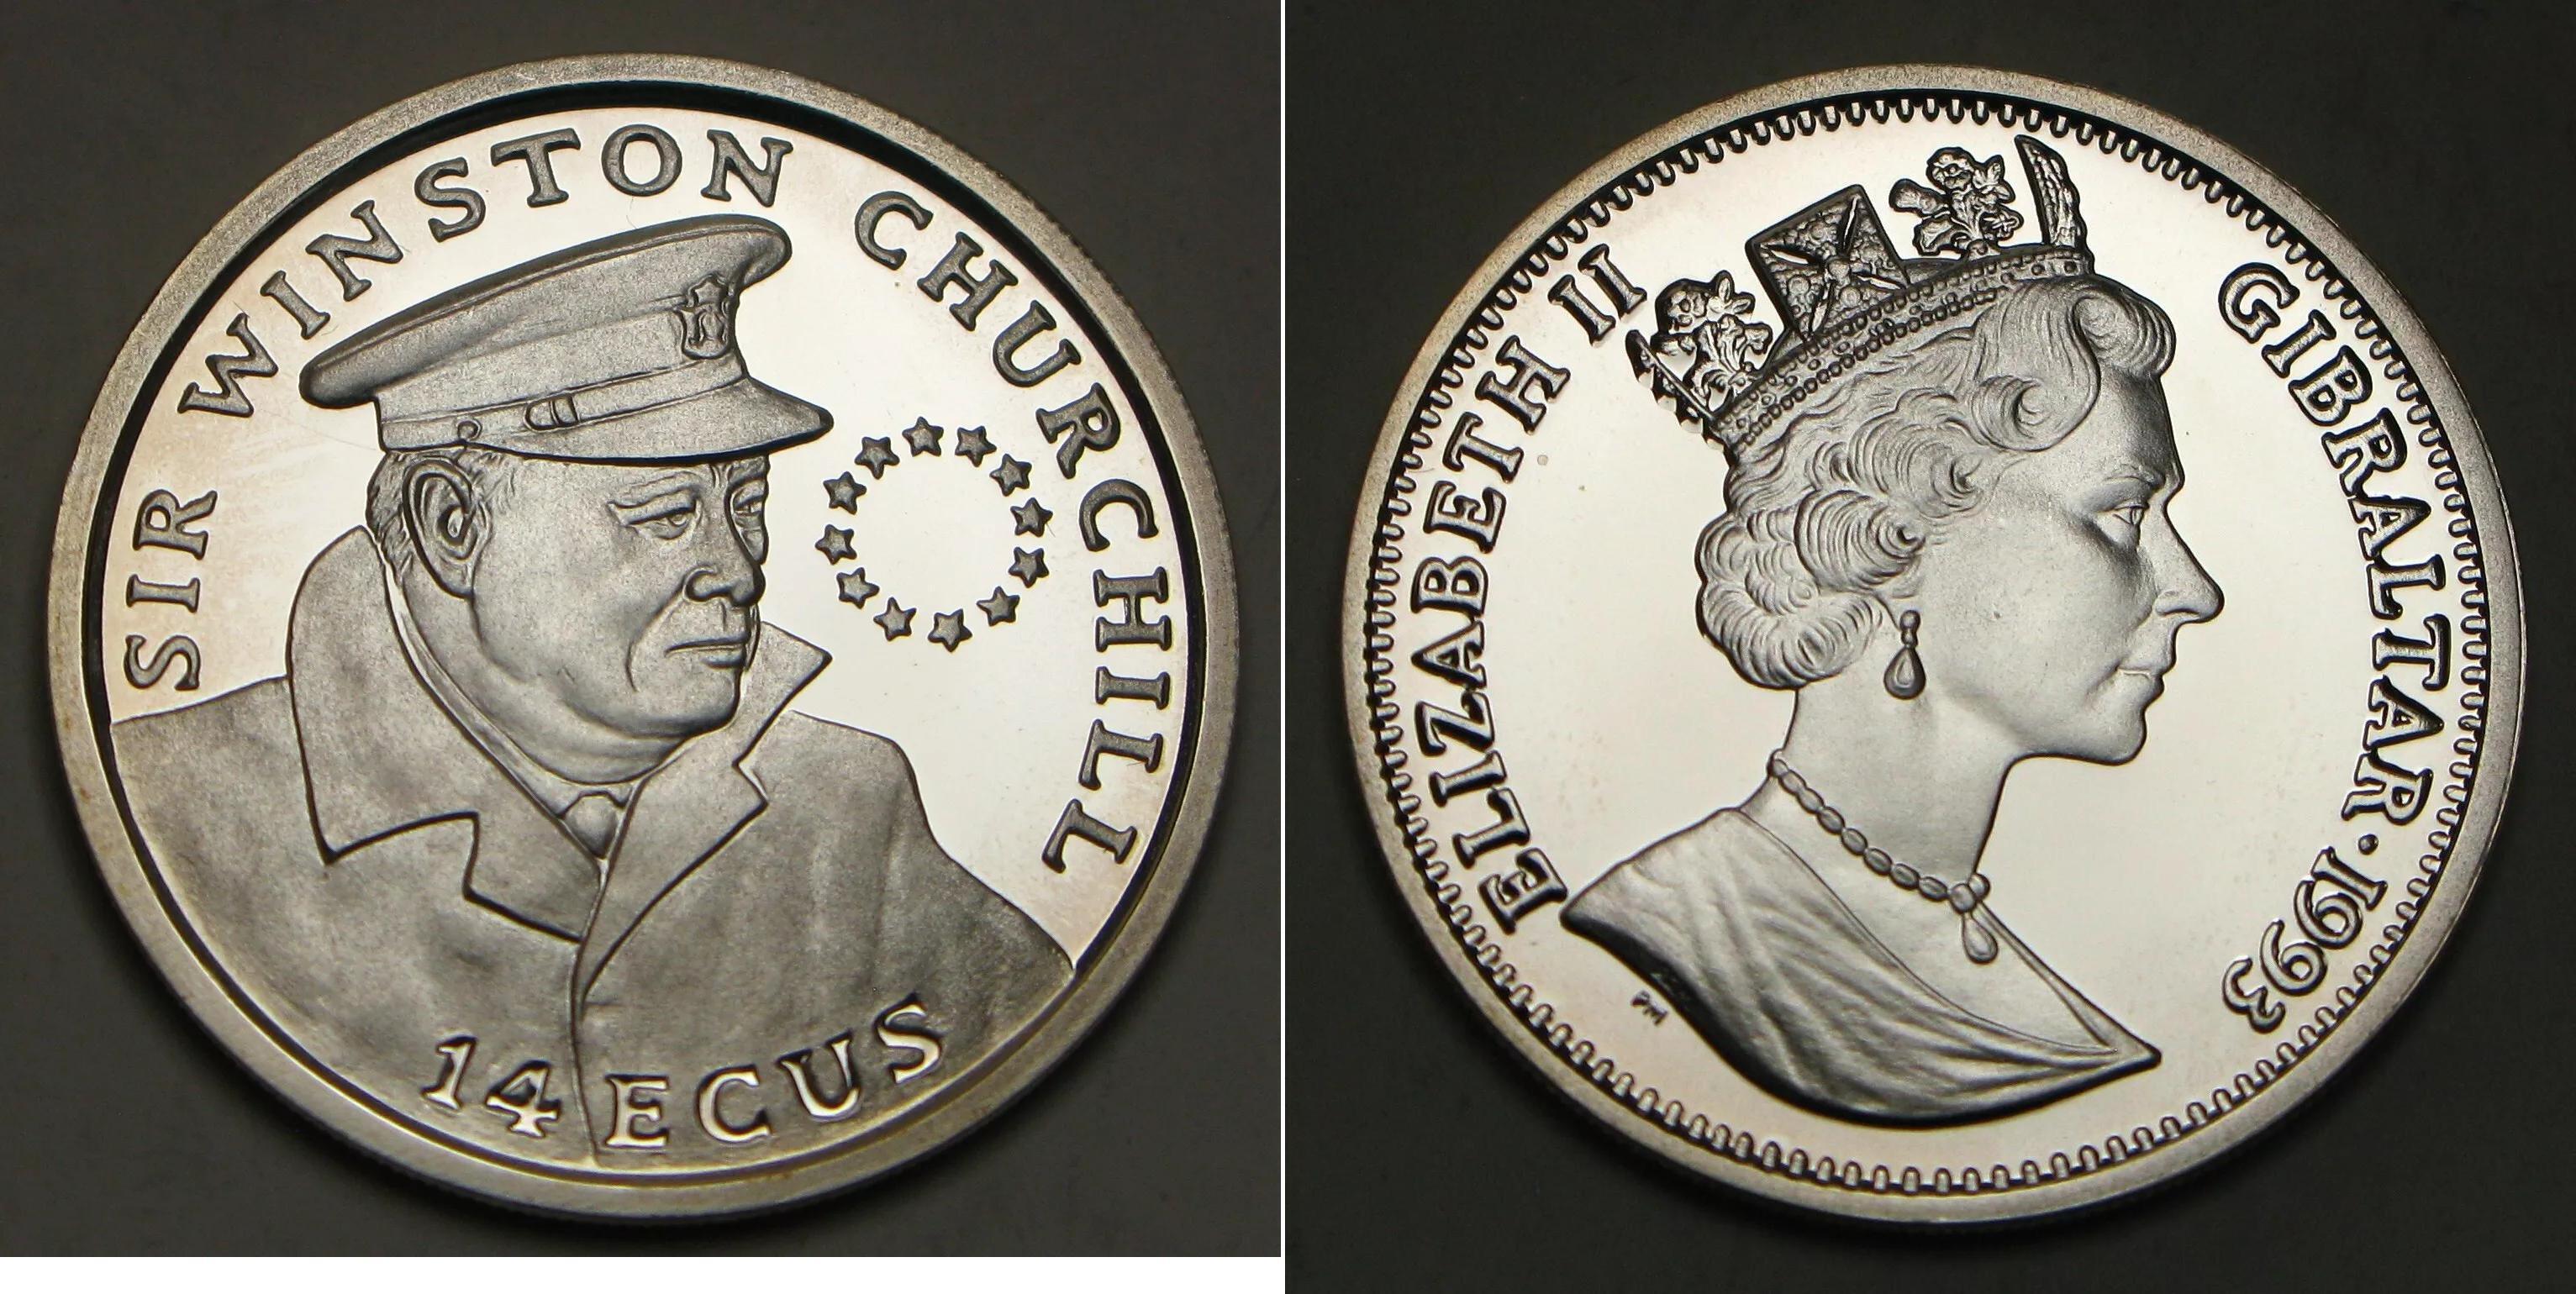 SIR WINSTON CHURCHILL
14 ECUS
ELIZABETH II
GIBRALTAR · 1993
PM